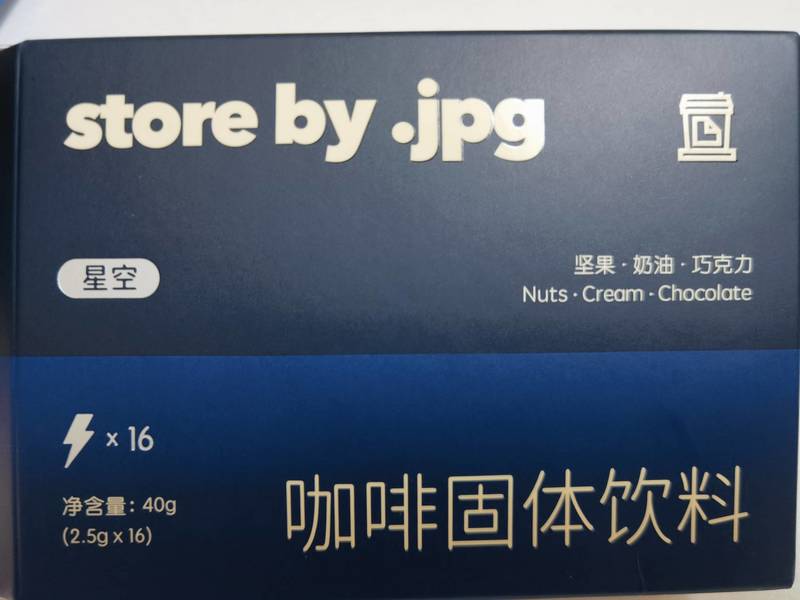 store by .jpg
星空
坚果·奶油·巧克力
Nuts·Cream·Chocolate
x 16
净含量：40g
(2.5g x 16)
咖啡固体饮料